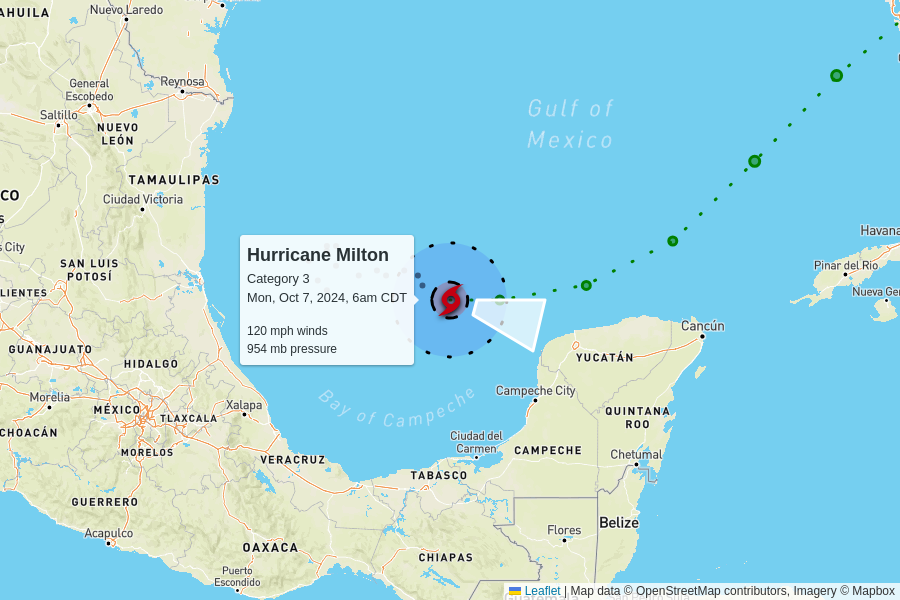 AHUILA
Nuevo Laredo
General
Escobedo
Reynosa
Saltillo
NUEVO
LEÓN
Gulf of
Mexico
TAMAULIPAS
CO
Ciudad Victoria
S
s City
Havana
Pinar del Río
Nueva Ger
SAN LUIS
POTOSÍ
LIENTES
Hurricane Milton
Category 3
Mon, Oct 7, 2024, 6am CDT
120 mph winds
954 mb pressure
Cancún
GUANAJUATO
HIDALGO
YUCATÁN
Morelia
MÉXICO
TLAXCALA
Xalapa
Bay of Campeche
Campeche City
QUINTANA
ROO
CHOACÁN
MORELOS
VERACRUZ
Ciudad del
Carmen
CAMPECHE
Chetumal
TABASCO
GUERRERO
Acapulco
OAXACA
Flores
Belize
CHIAPAS
Puerto
Escondido
Guatemala
San Pedro Sula
Leaflet | Map data © OpenStreetMap contributors, Imagery © Mapbox